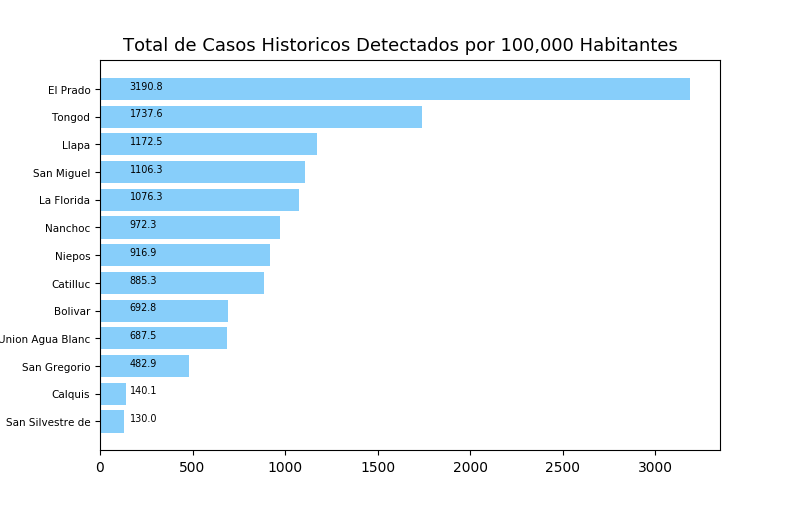 Total de Casos Historicos Detectados por 100,000 Habitantes
El Prado 3190.8
Tongod 1737.6
Llapa 1172.5
San Miguel 1106.3
La Florida 1076.3
Nanchoc 972.3
Niepos 916.9
Catilluc 885.3
Bolivar 692.8
Union Agua Blanc 687.5
San Gregorio 482.9
Calquis 140.1
San Silvestre de 130.0
0 500 1000 1500 2000 2500 3000